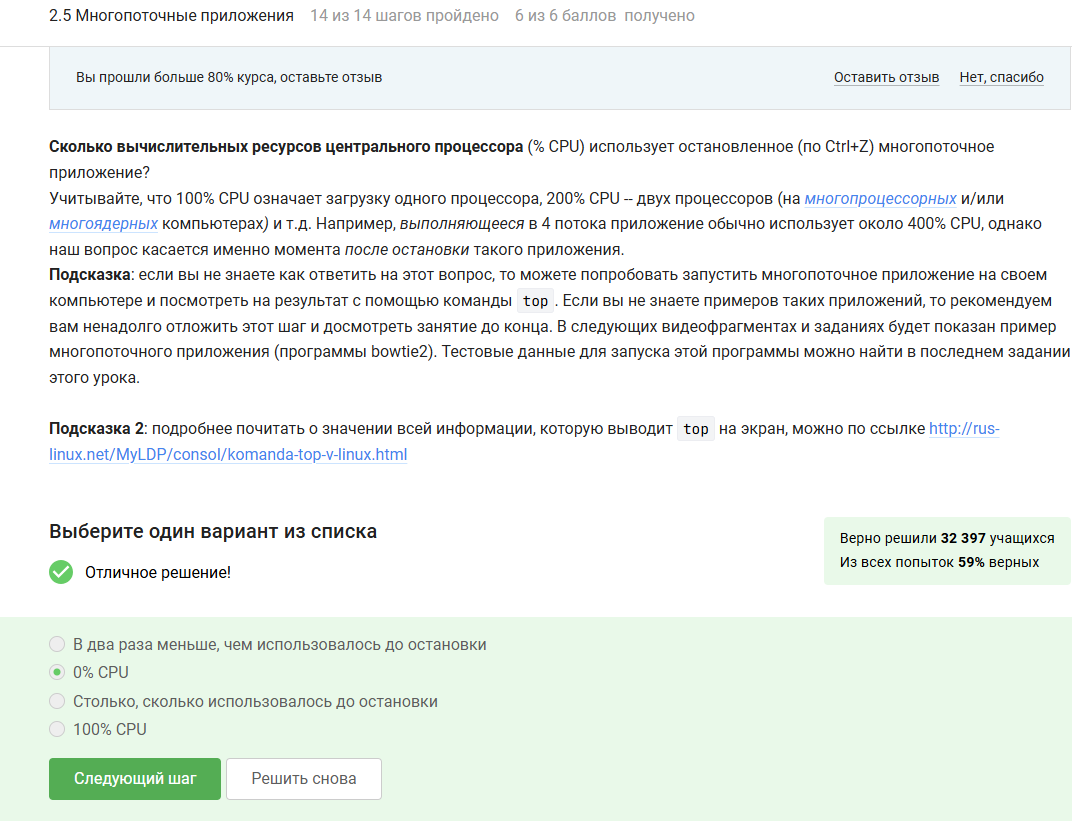 2.5 Многопоточные приложения 14 из 14 шагов пройдено 6 из 6 баллов получено
Вы прошли больше 80% курса, оставьте отзыв Оставить отзыв Нет, спасибо
Сколько вычислительных ресурсов центрального процессора (% CPU) использует остановленное (по Ctrl+Z) многопоточное
приложение?
Учитывайте, что 100% CPU означает загрузку одного процессора, 200% CPU -- двух процессоров (на многопроцессорных и/или
многоядерных компьютерах) и т.д. Например, выполняющееся в 4 потока приложение обычно использует около 400% CPU, однако
наш вопрос касается именно момента после остановки такого приложения.
Подсказка: если вы не знаете как ответить на этот вопрос, то можете попробовать запустить многопоточное приложение на своем
компьютере и посмотреть на результат с помощью команды top. Если вы не знаете примеров таких приложений, то рекомендуем
вам ненадолго отложить этот шаг и досмотреть занятие до конца. В следующих видеофрагментах и заданиях будет показан пример
многопоточного приложения (программы bowtie2). Тестовые данные для запуска этой программы можно найти в последнем задании
этого урока.
Подсказка 2: подробнее почитать о значении всей информации, которую выводит top на экран, можно по ссылке http://rus-
linux.net/MyLDP/consol/komanda-top-v-linux.html
Выберите один вариант из списка
Верно решили 32 397 учащихся
Из всех попыток 59% верных
Отличное решение!
В два раза меньше, чем использовалось до остановки
0% CPU
Столько, сколько использовалось до остановки
100% CPU
Следующий шаг Решить снова